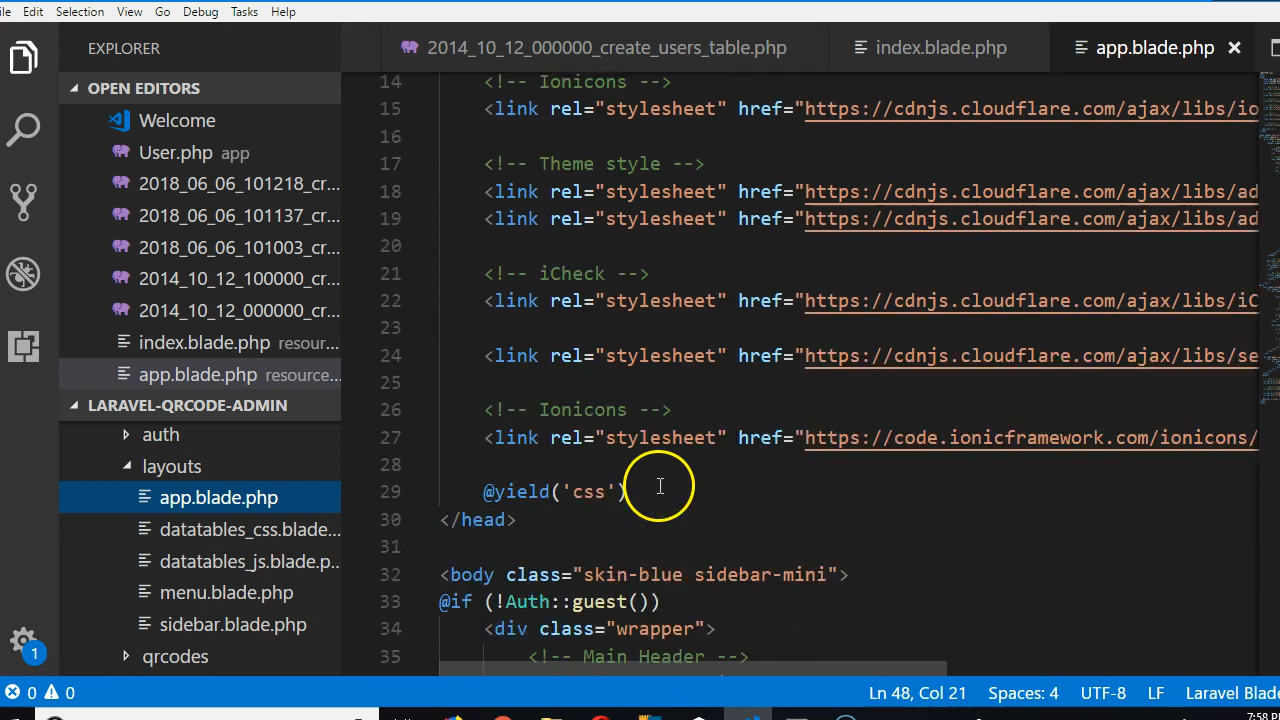 ile Edit Selection View Go Debug Tasks Help
EXPLORER
OPEN EDITORS
Welcome
User.php app
2018_06_06_101218_cr...
2018_06_06_101137_cr...
2018_06_06_101003_cr...
2014_10_12_100000_cr...
2014_10_12_000000_cr...
index.blade.php resour...
app.blade.php resource...
LARAVEL-QRCODE-ADMIN
auth
layouts
app.blade.php
datatables_css.blade...
datatables_js.blade.p...
menu.blade.php
sidebar.blade.php
qrcodes
1
2014_10_12_000000_create_users_table.php index.blade.php app.blade.php
14 <!-- Ionicons -->
15 <link rel="stylesheet" href="https://cdnjs.cloudflare.com/ajax/libs/io
16
17 <!-- Theme style -->
18 <link rel="stylesheet" href="https://cdnjs.cloudflare.com/ajax/libs/ad
19 <link rel="stylesheet" href="https://cdnjs.cloudflare.com/ajax/libs/ad
20
21 <!-- iCheck -->
22 <link rel="stylesheet" href="https://cdnjs.cloudflare.com/ajax/libs/iC
23
24 <link rel="stylesheet" href="https://cdnjs.cloudflare.com/ajax/libs/se
25
26 <!-- Ionicons -->
27 <link rel="stylesheet" href="https://code.ionicframework.com/ionicons/
28
29 @yield('css')
30 </head>
31
32 <body class="skin-blue sidebar-mini">
33 @if (!Auth::guest())
34 <div class="wrapper">
35 <!-- Main Header -->
0 0 Ln 48, Col 21 Spaces: 4 UTF-8 LF Laravel Blade
7:58 P